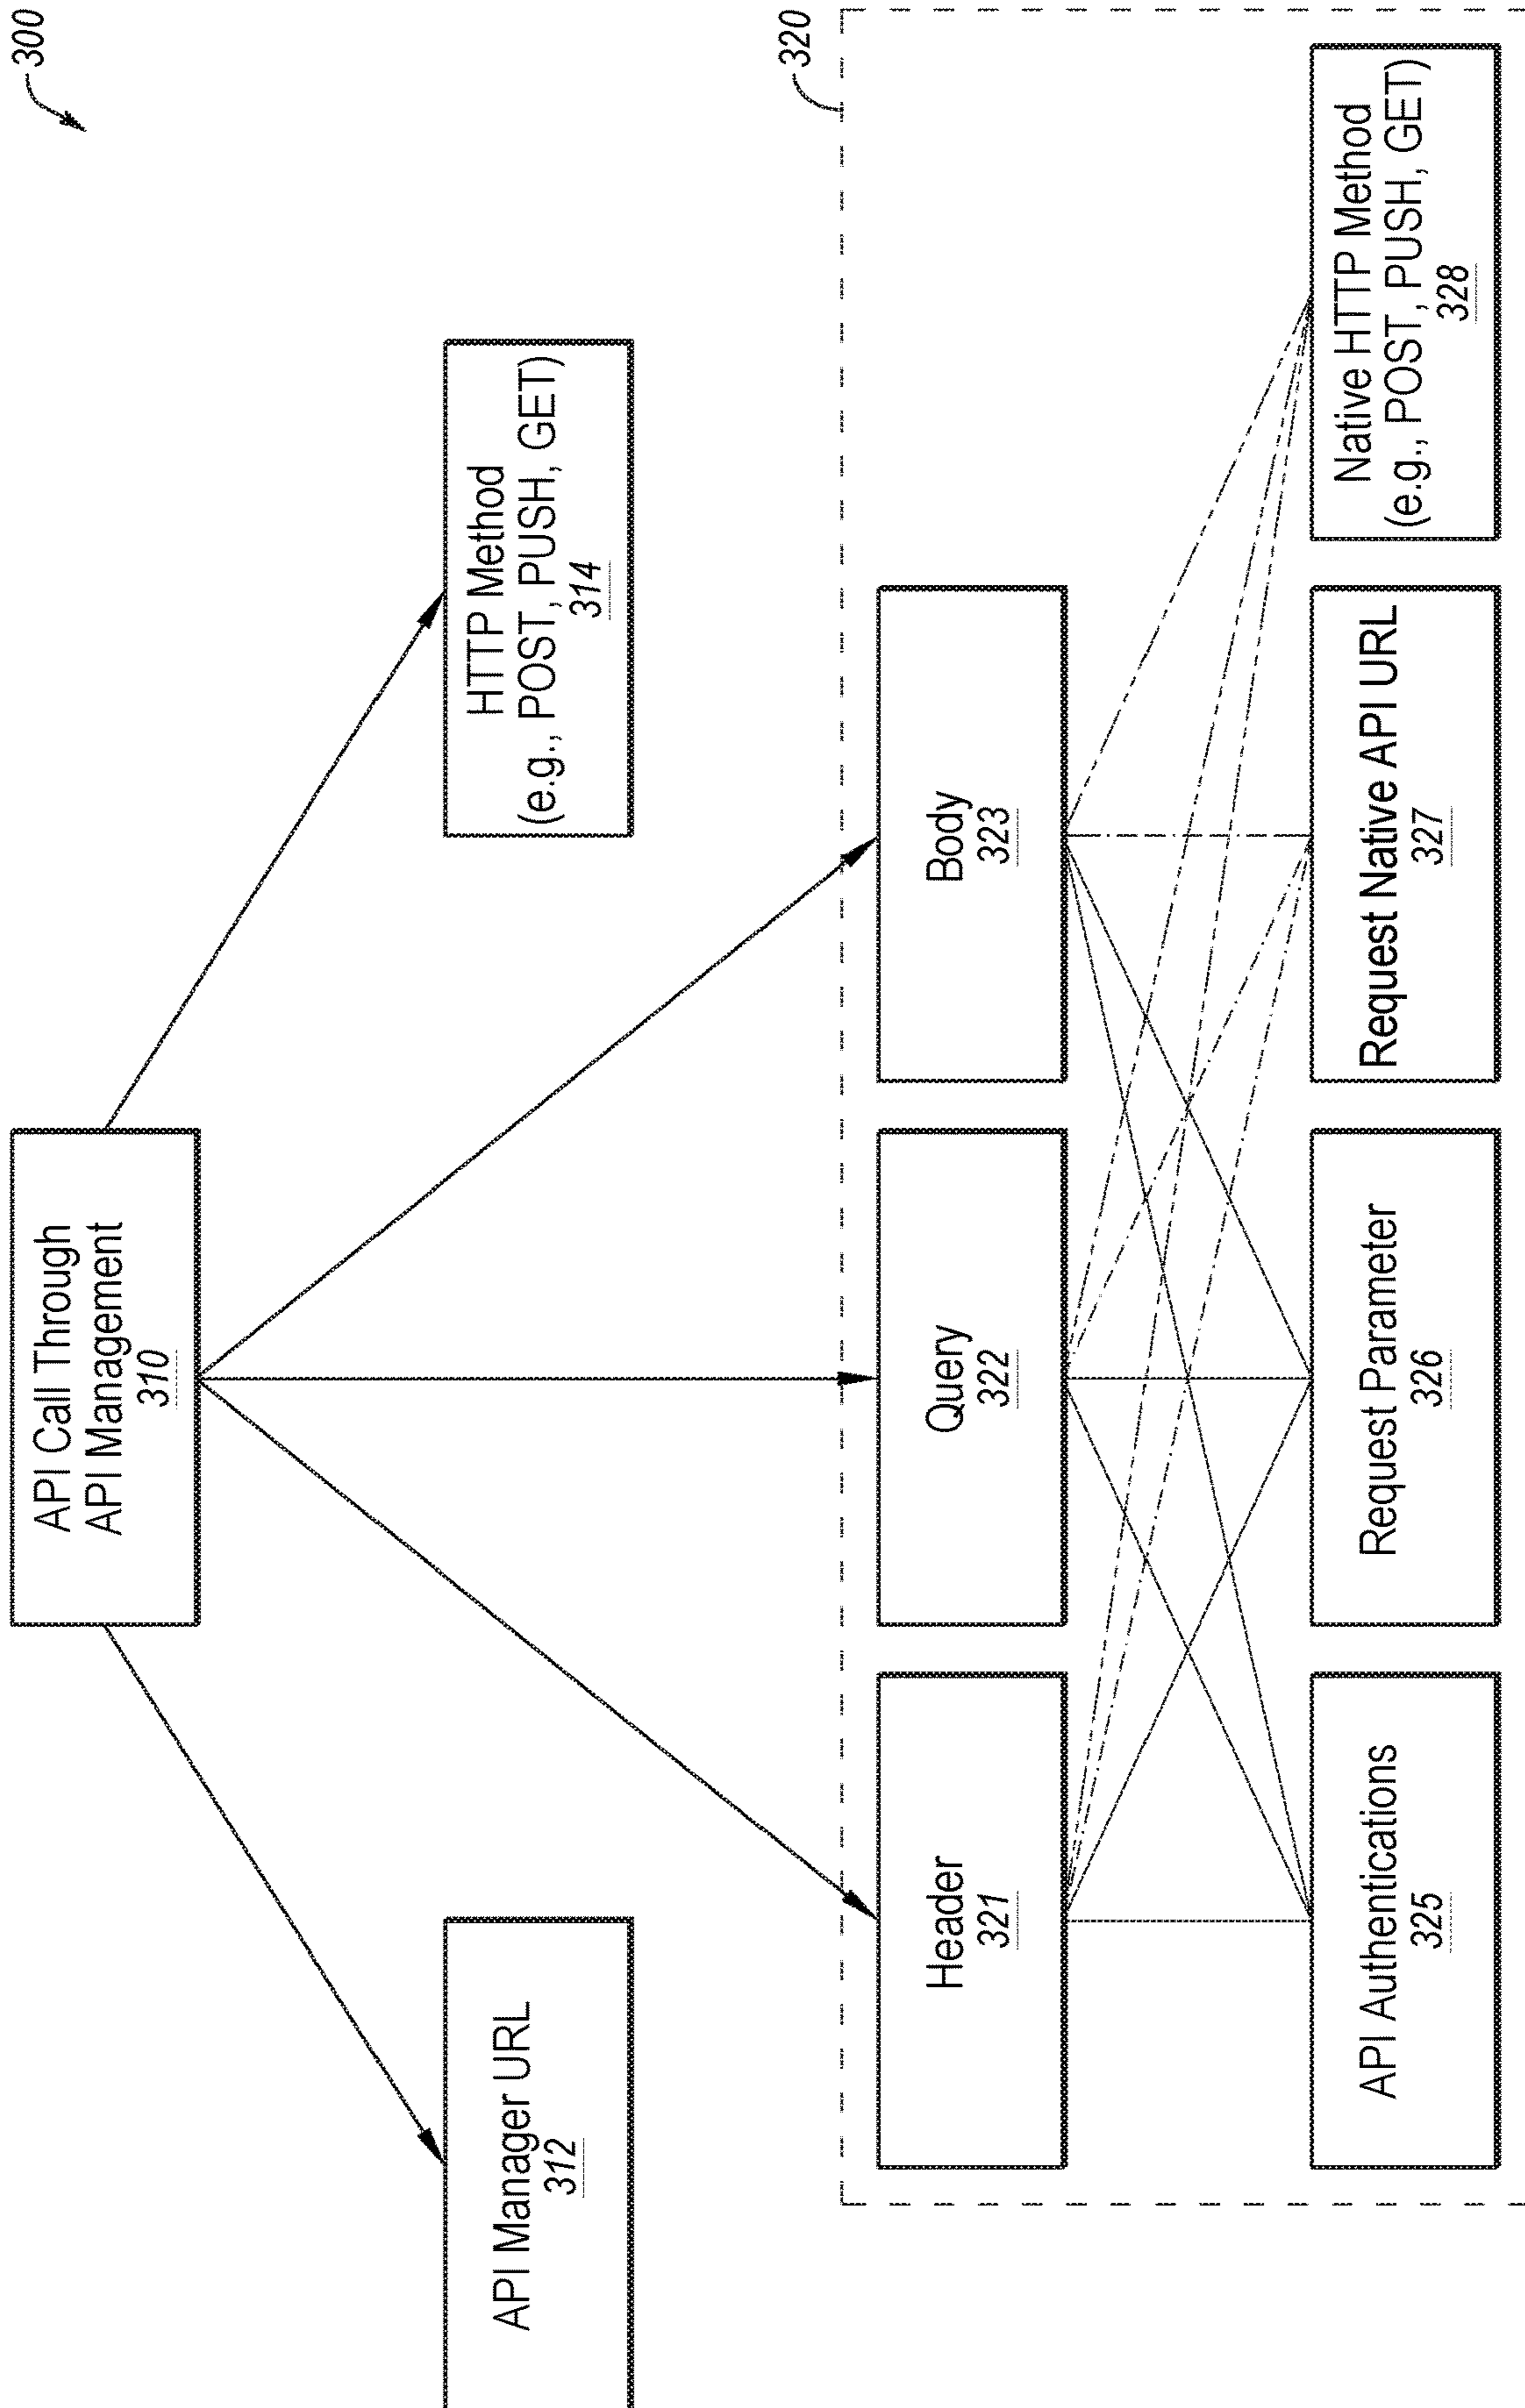 300
API Call Through
API Management
310
API Manager URL
312
HTTP Method
(e.g., POST, PUSH, GET)
314
320
Header
321
Query
322
Body
323
API Authentications
325
Request Parameter
326
Request Native API URL
327
Native HTTP Method
(e.g., POST, PUSH, GET)
328